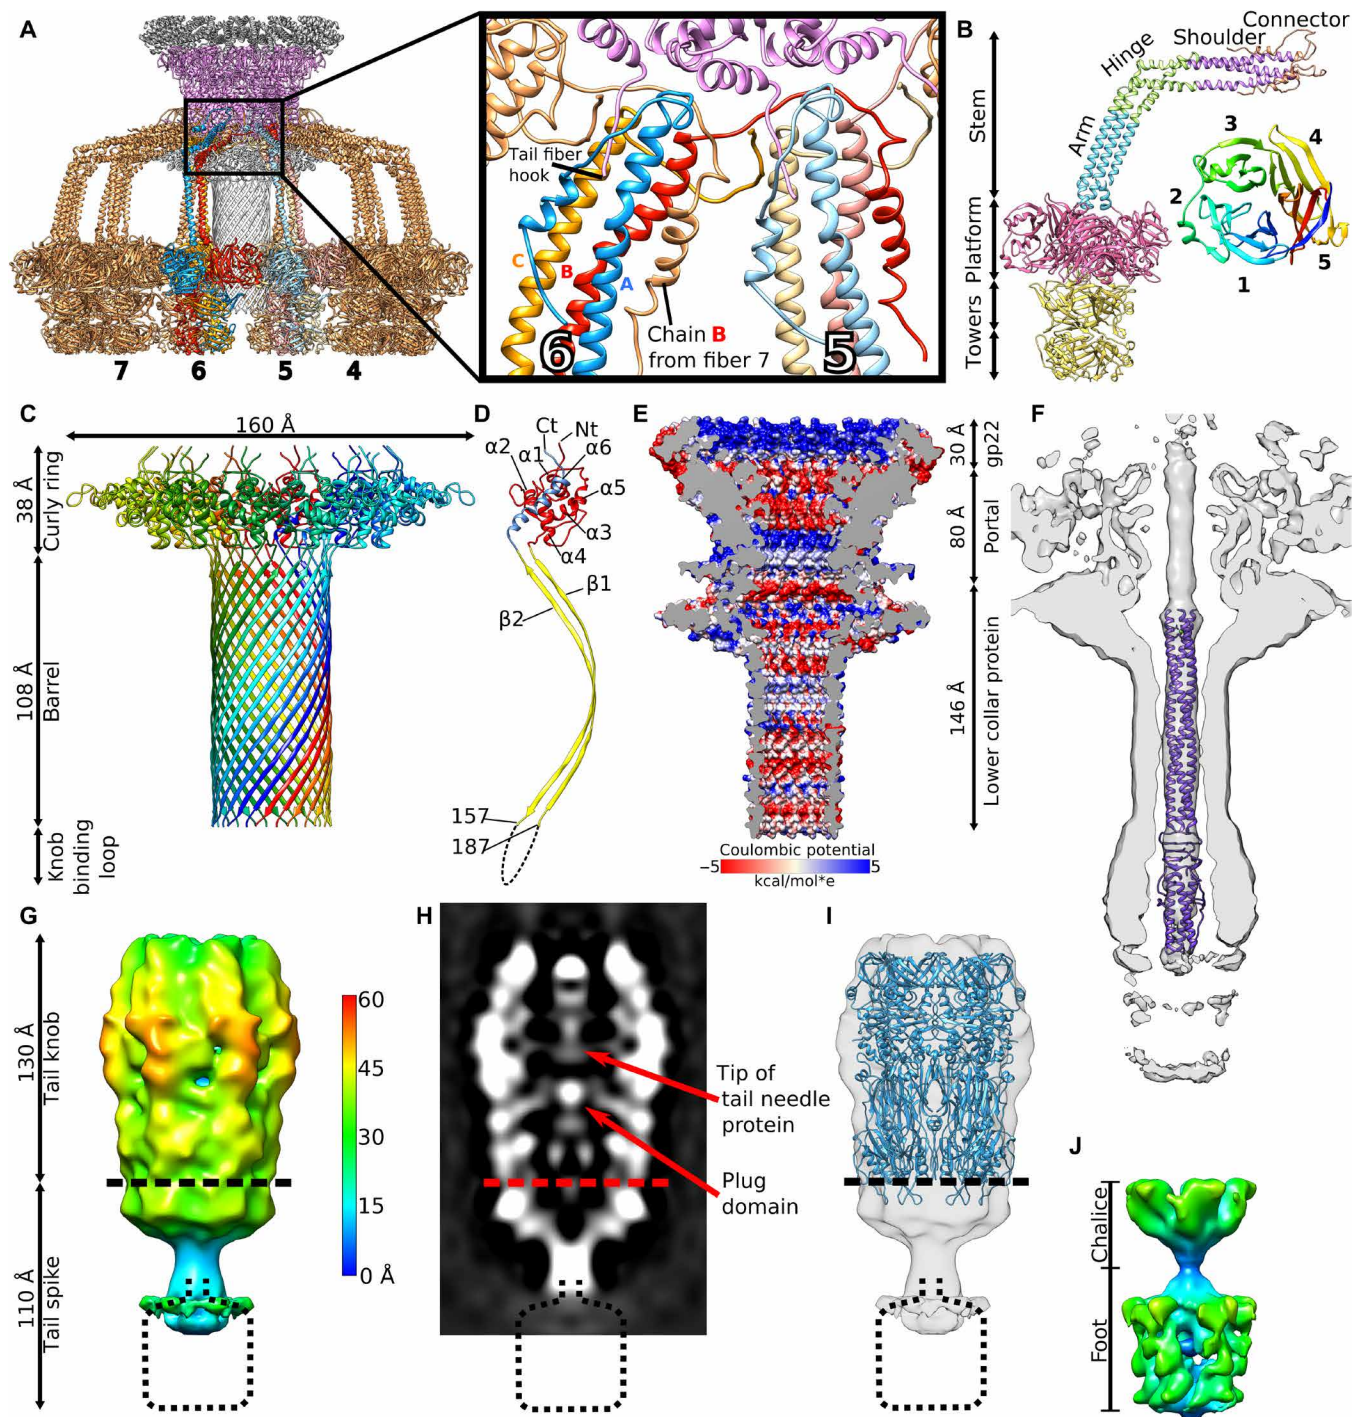 A
7
6
5
4
Tail fiber
hook
C
B
A
Chain B
from fiber 7
6
5
B
Connector
Shoulder
Hinge
Arm
Stem
Platform
Towers
3
4
2
1
5
C
160 Å
38 Å
Curly ring
108 Å
Barrel
Knob
binding
loop
D
Ct
Nt
α2
α1
α6
α5
α3
α4
β1
β2
157
187
E
30 Å
gp22
80 Å
Portal
146 Å
Lower collar protein
Coulombic potential
−5
5
kcal/mol*e
F
G
130 Å
Tail knob
110 Å
Tail spike
60
45
30
15
0 Å
H
Tip of
tail needle
protein
Plug
domain
I
J
Chalice
Foot